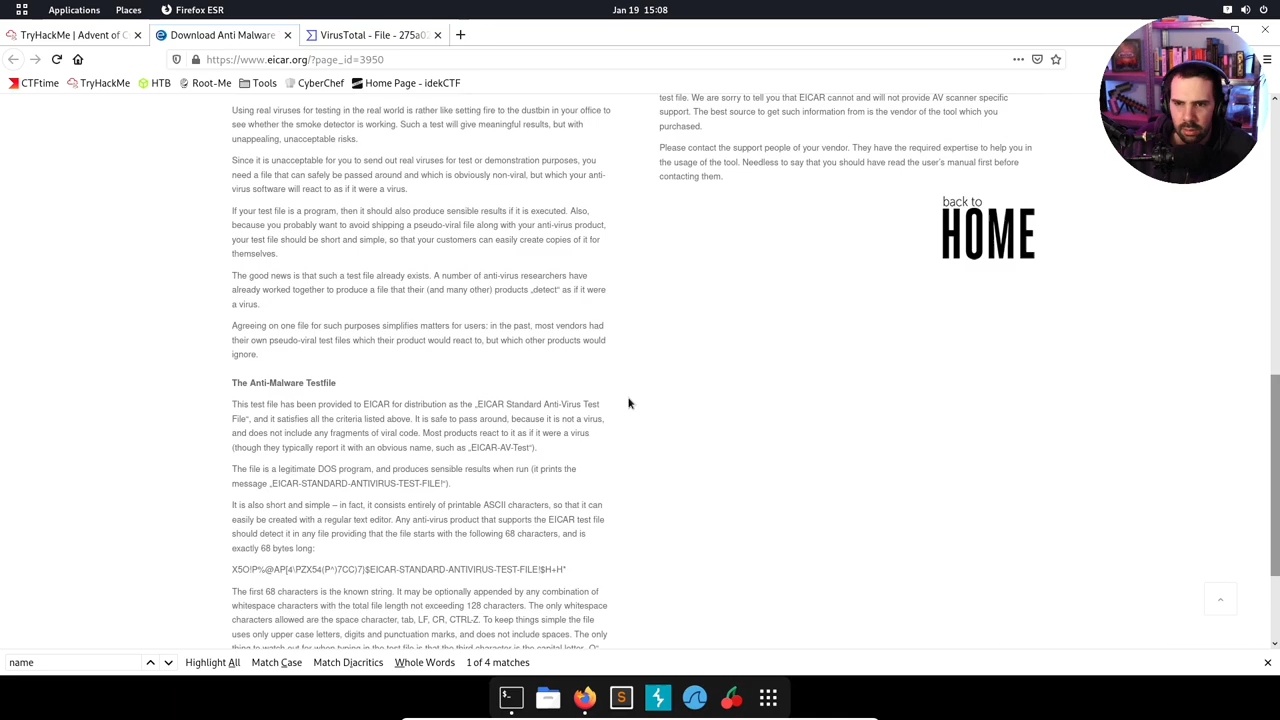 Applications Places Firefox ESR Jan 19 15:08
TryHackMe | Advent of C Download Anti Malware VirusTotal - File - 275a02
https://www.eicar.org/?page_id=3950
CTFtime TryHackMe HTB Root-Me Tools CyberChef Home Page - idekCTF
Using real viruses for testing in the real world is rather like setting fire to the dustbin in your office to
see whether the smoke detector is working. Such a test will give meaningful results, but with
unappealing, unacceptable risks.
Since it is unacceptable for you to send out real viruses for test or demonstration purposes, you
need a file that can safely be passed around and which is obviously non-viral, but which your anti-
virus software will react to as if it were a virus.
If your test file is a program, then it should also produce sensible results if it is executed. Also,
because you probably want to avoid shipping a pseudo-viral file along with your anti-virus product,
your test file should be short and simple, so that your customers can easily create copies of it for
themselves.
The good news is that such a test file already exists. A number of anti-virus researchers have
already worked together to produce a file that their (and many other) products „detect“ as if it were
a virus.
Agreeing on one file for such purposes simplifies matters for users: in the past, most vendors had
their own pseudo-viral test files which their product would react to, but which other products would
ignore.
The Anti-Malware Testfile
This test file has been provided to EICAR for distribution as the „EICAR Standard Anti-Virus Test
File“, and it satisfies all the criteria listed above. It is safe to pass around, because it is not a virus,
and does not include any fragments of viral code. Most products react to it as if it were a virus
(though they typically report it with an obvious name, such as „EICAR-AV-Test“).
The file is a legitimate DOS program, and produces sensible results when run (it prints the
message „EICAR-STANDARD-ANTIVIRUS-TEST-FILE!“).
It is also short and simple – in fact, it consists entirely of printable ASCII characters, so that it can
easily be created with a regular text editor. Any anti-virus product that supports the EICAR test file
should detect it in any file providing that the file starts with the following 68 characters, and is
exactly 68 bytes long:
X5O!P%@AP[4\PZX54(P^)7CC)7}$EICAR-STANDARD-ANTIVIRUS-TEST-FILE!$H+H*
The first 68 characters is the known string. It may be optionally appended by any combination of
whitespace characters with the total file length not exceeding 128 characters. The only whitespace
characters allowed are the space character, tab, LF, CR, CTRL-Z. To keep things simple the file
uses only upper case letters, digits and punctuation marks, and does not include spaces. The only
thing to watch out for when typing in the test file is that the third character is the capital letter „O“,
test file. We are sorry to tell you that EICAR cannot and will not provide AV scanner specific
support. The best source to get such information from is the vendor of the tool which you
purchased.
Please contact the support people of your vendor. They have the required expertise to help you in
the usage of the tool. Needless to say that you should have read the user’s manual first before
contacting them.
back to
HOME
name Highlight All Match Case Match Diacritics Whole Words 1 of 4 matches